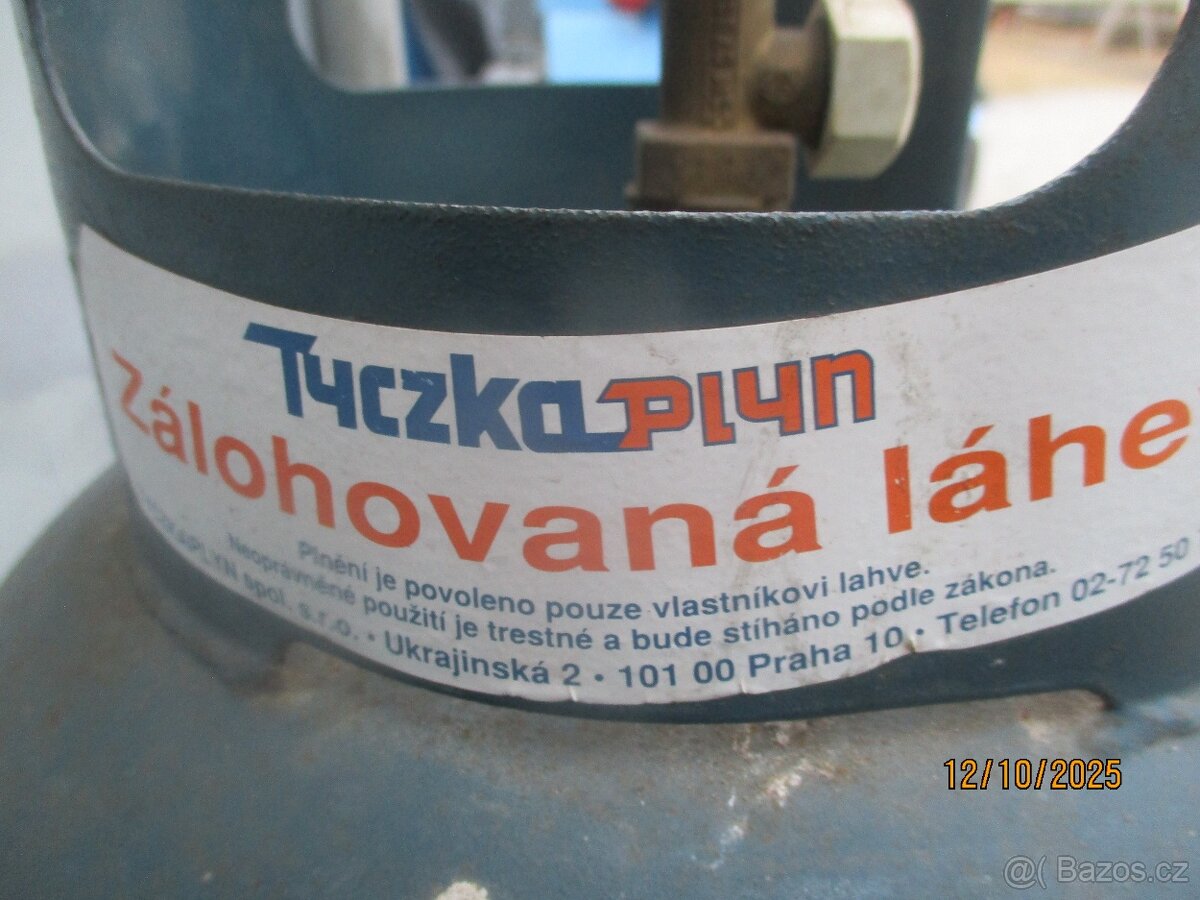 TyczkaPlyn
Zálohovaná láhe
Plnění je povoleno pouze vlastníkovi lahve.
Neoprávněné použití je trestné a bude stíháno podle zákona.
spol. s.r.o. • Ukrajinská 2 • 101 00 Praha 10 • Telefon 02-72 50
12/10/2025
@( Bazos.cz